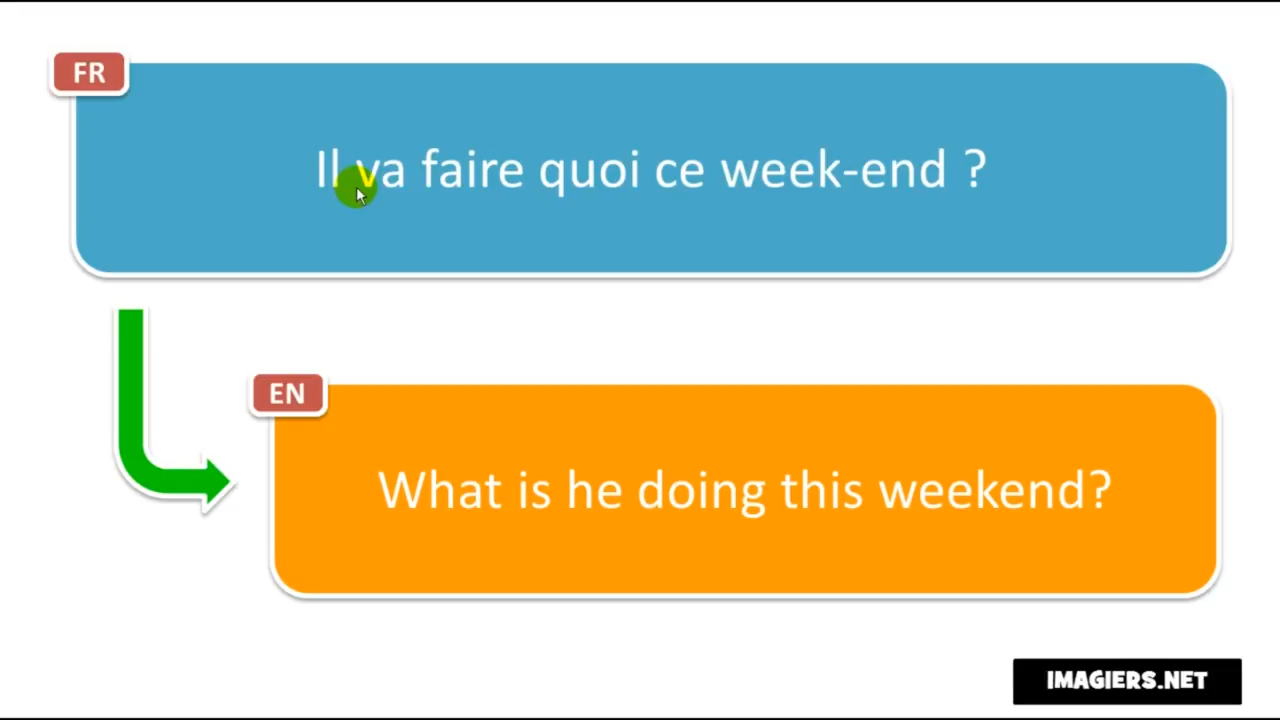 FR
Il va faire quoi ce week-end ?
EN
What is he doing this weekend?
IMAGIERS.NET